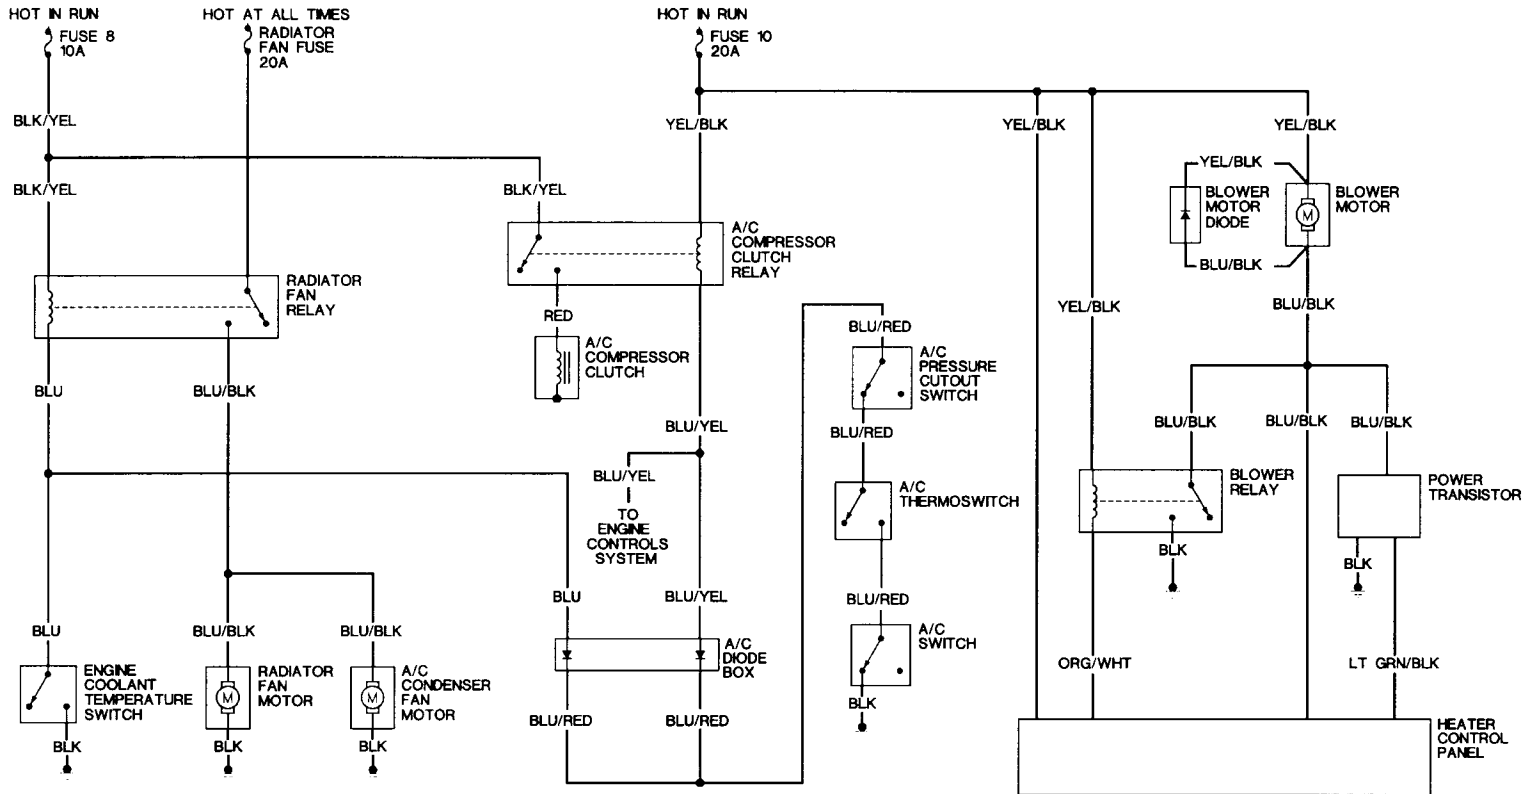 HOT IN RUN
FUSE 8
10A
HOT AT ALL TIMES
RADIATOR
FAN FUSE
20A
HOT IN RUN
FUSE 10
20A
BLK/YEL
YEL/BLK
YEL/BLK
YEL/BLK
BLK/YEL
BLK/YEL
YEL/BLK
BLOWER
MOTOR
DIODE
BLOWER
MOTOR
BLU/BLK
A/C
COMPRESSOR
CLUTCH
RELAY
RADIATOR
FAN
RELAY
YEL/BLK
BLU/BLK
RED
A/C
COMPRESSOR
CLUTCH
BLU/RED
A/C
PRESSURE
CUTOUT
SWITCH
BLU
BLU/BLK
BLU/YEL
BLU/RED
BLU/BLK
BLU/BLK
BLU/BLK
BLU/YEL
TO
ENGINE
CONTROLS
SYSTEM
A/C
THERMOSWITCH
BLOWER
RELAY
POWER
TRANSISTOR
BLK
BLK
BLU
BLU/YEL
BLU/RED
BLU
BLU/BLK
BLU/BLK
A/C
DIODE
BOX
A/C
SWITCH
ORG/WHT
LT GRN/BLK
ENGINE
COOLANT
TEMPERATURE
SWITCH
M
RADIATOR
FAN
MOTOR
M
A/C
CONDENSER
FAN
MOTOR
M
BLU/RED
BLU/RED
BLK
BLK
BLK
BLK
HEATER
CONTROL
PANEL